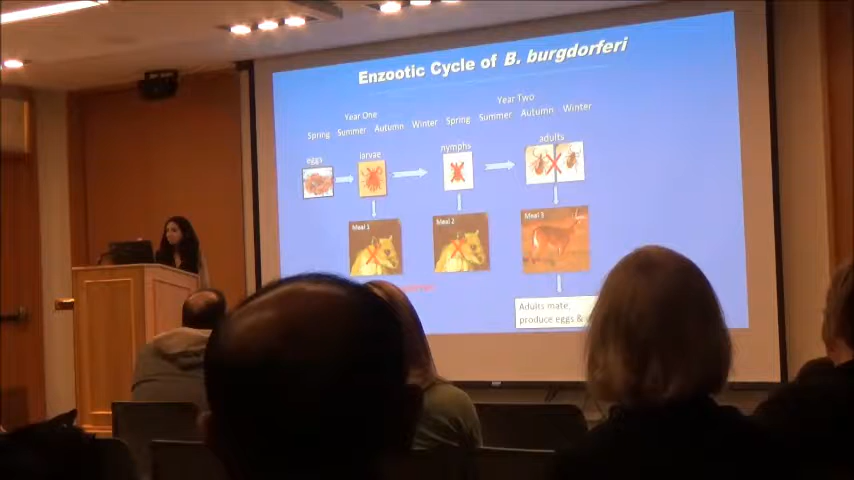 Enzootic Cycle of B. burgdorferi
Year One
Year Two
Spring Summer Autumn Winter Spring Summer Autumn Winter
eggs
larvae
nymphs
adults
Meal 1
Meal 2
Meal 3
Adults mate,
produce eggs &